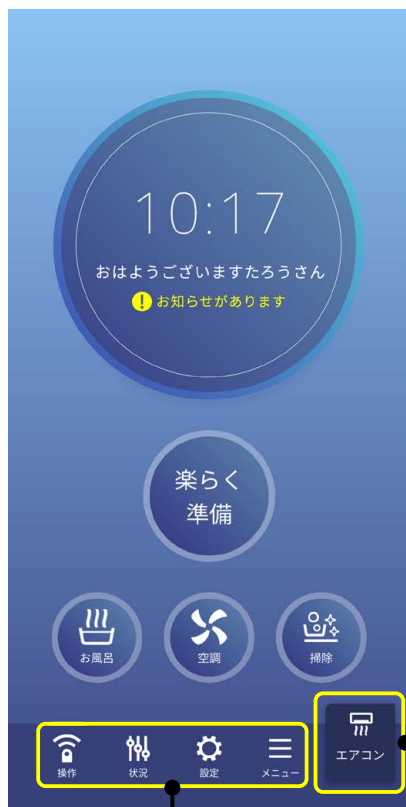 10:17
おはようございますたろうさん
! お知らせがあります
楽らく
準備
お風呂
空調
掃除
操作
状況
設定
メニュー
エアコン